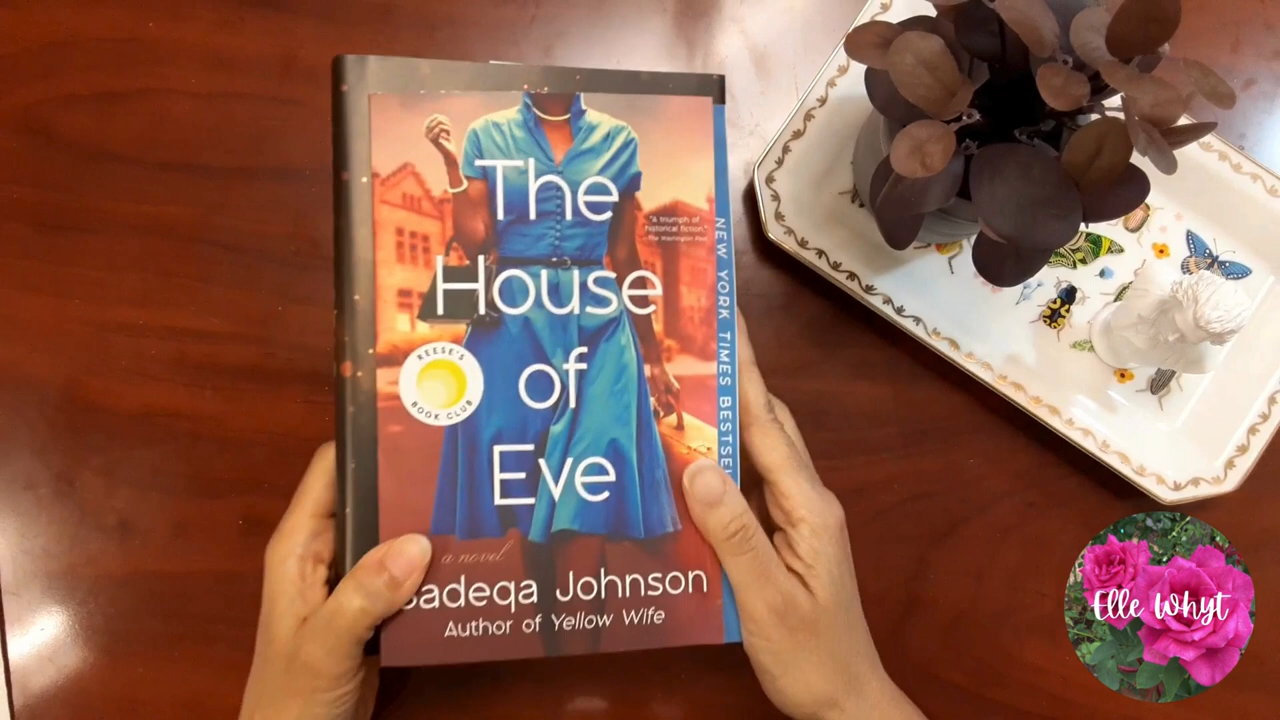 The
House
of
Eve
"A triumph of
historical fiction."
—The Washington Post
REESE'S
BOOK CLUB
a novel
Sadeqa Johnson
Author of Yellow Wife
NEW YORK TIMES BESTSEL
Elle Whyt